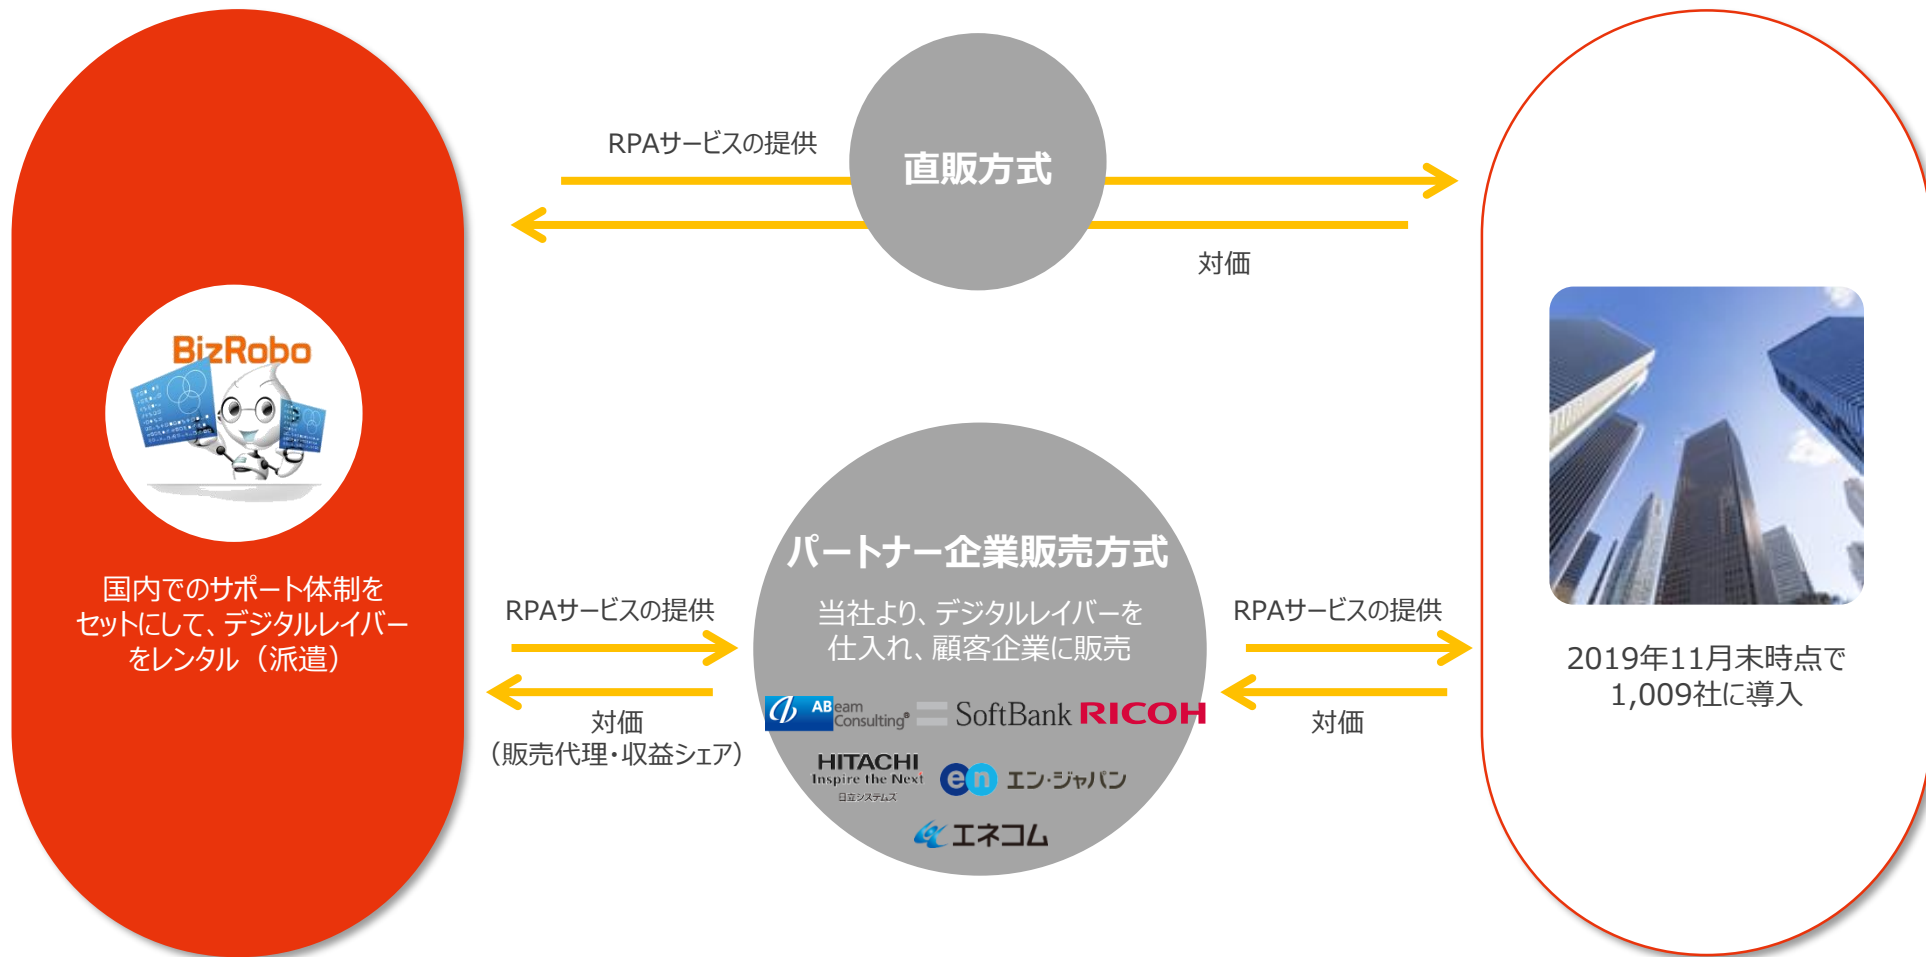 BizRobo
国内でのサポート体制を
セットにして、デジタルレイバー
をレンタル（派遣）
RPAサービスの提供
直販方式
対価
パートナー企業販売方式
当社より、デジタルレイバーを
仕入れ、顧客企業に販売
RPAサービスの提供
対価
（販売代理・収益シェア）
ABeam
Consulting®
SoftBank
RICOH
HITACHI
Inspire the Next
日立システムズ
en エン・ジャパン
エネコム
RPAサービスの提供
対価
2019年11月末時点で
1,009社に導入